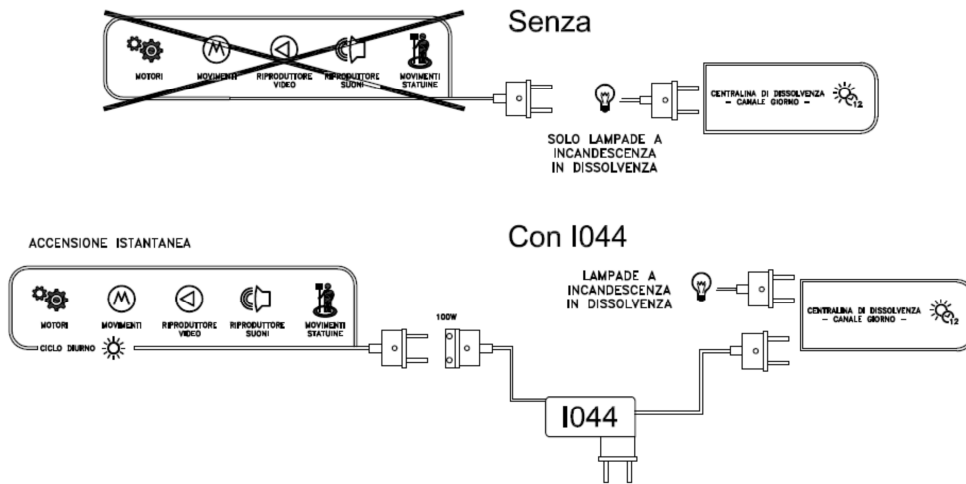 Senza
MOTORI
MOVIMENTI
RIPRODUTTORE
VIDEO
RIPRODUTTORE
SUONI
MOVIMENTI
STATUINE
CENTRALINA DI DISSOLVENZA
- CANALE GIORNO -
12
SOLO LAMPADE A
INCANDESCENZA
IN DISSOLVENZA
Con I044
ACCENSIONE ISTANTANEA
MOTORI
MOVIMENTI
RIPRODUTTORE
VIDEO
RIPRODUTTORE
SUONI
MOVIMENTI
STATUINE
CICLO DIURNO
100W
LAMPADE A
INCANDESCENZA
IN DISSOLVENZA
CENTRALINA DI DISSOLVENZA
- CANALE GIORNO -
12
I044